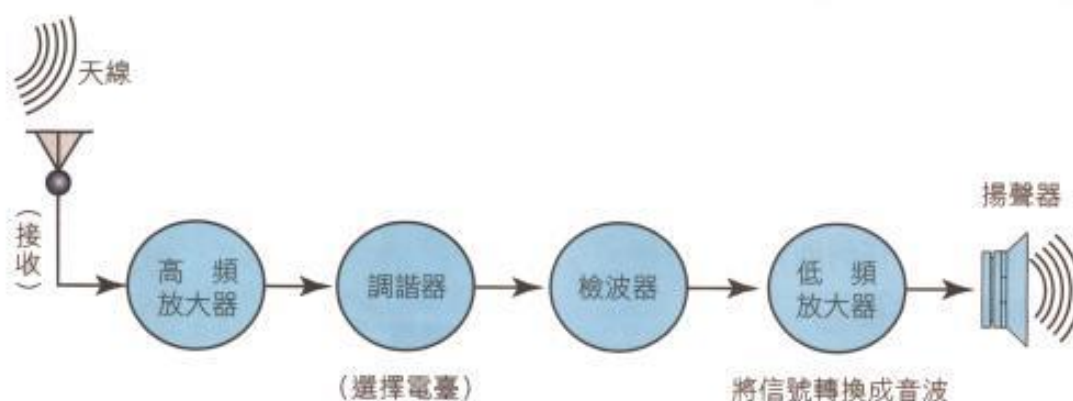 天線
（接收）
高頻
放大器
調諧器
（選擇電臺）
檢波器
低頻
放大器
將信號轉換成音波
揚聲器